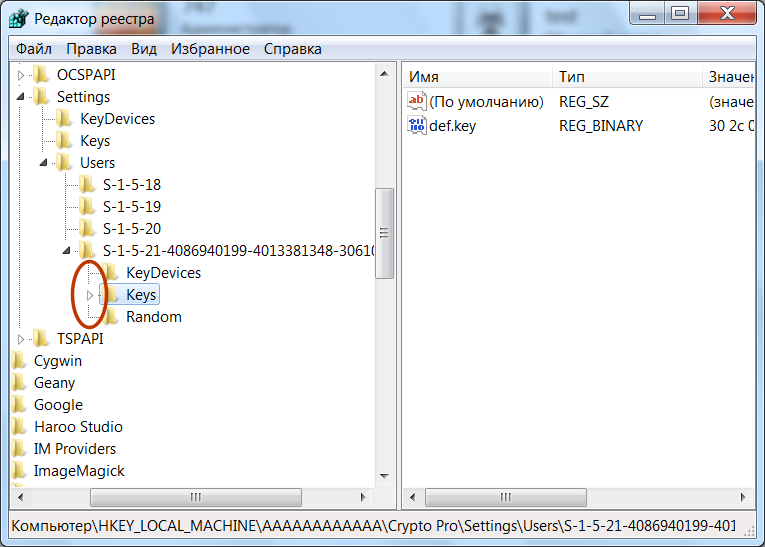 Редактор реестра
Файл Правка Вид Избранное Справка
OCSPAPI
Settings
KeyDevices
Keys
Users
S-1-5-18
S-1-5-19
S-1-5-20
S-1-5-21-4086940199-4013381348-30610
KeyDevices
Keys
Random
TSPAPI
Cygwin
Geany
Google
Haroo Studio
IM Providers
ImageMagick
Имя Тип Значен
(По умолчанию) REG_SZ (значе
def.key REG_BINARY 30 2c 0
Компьютер\HKEY_LOCAL_MACHINE\AAAAAAAAAAAA\Crypto Pro\Settings\Users\S-1-5-21-4086940199-401